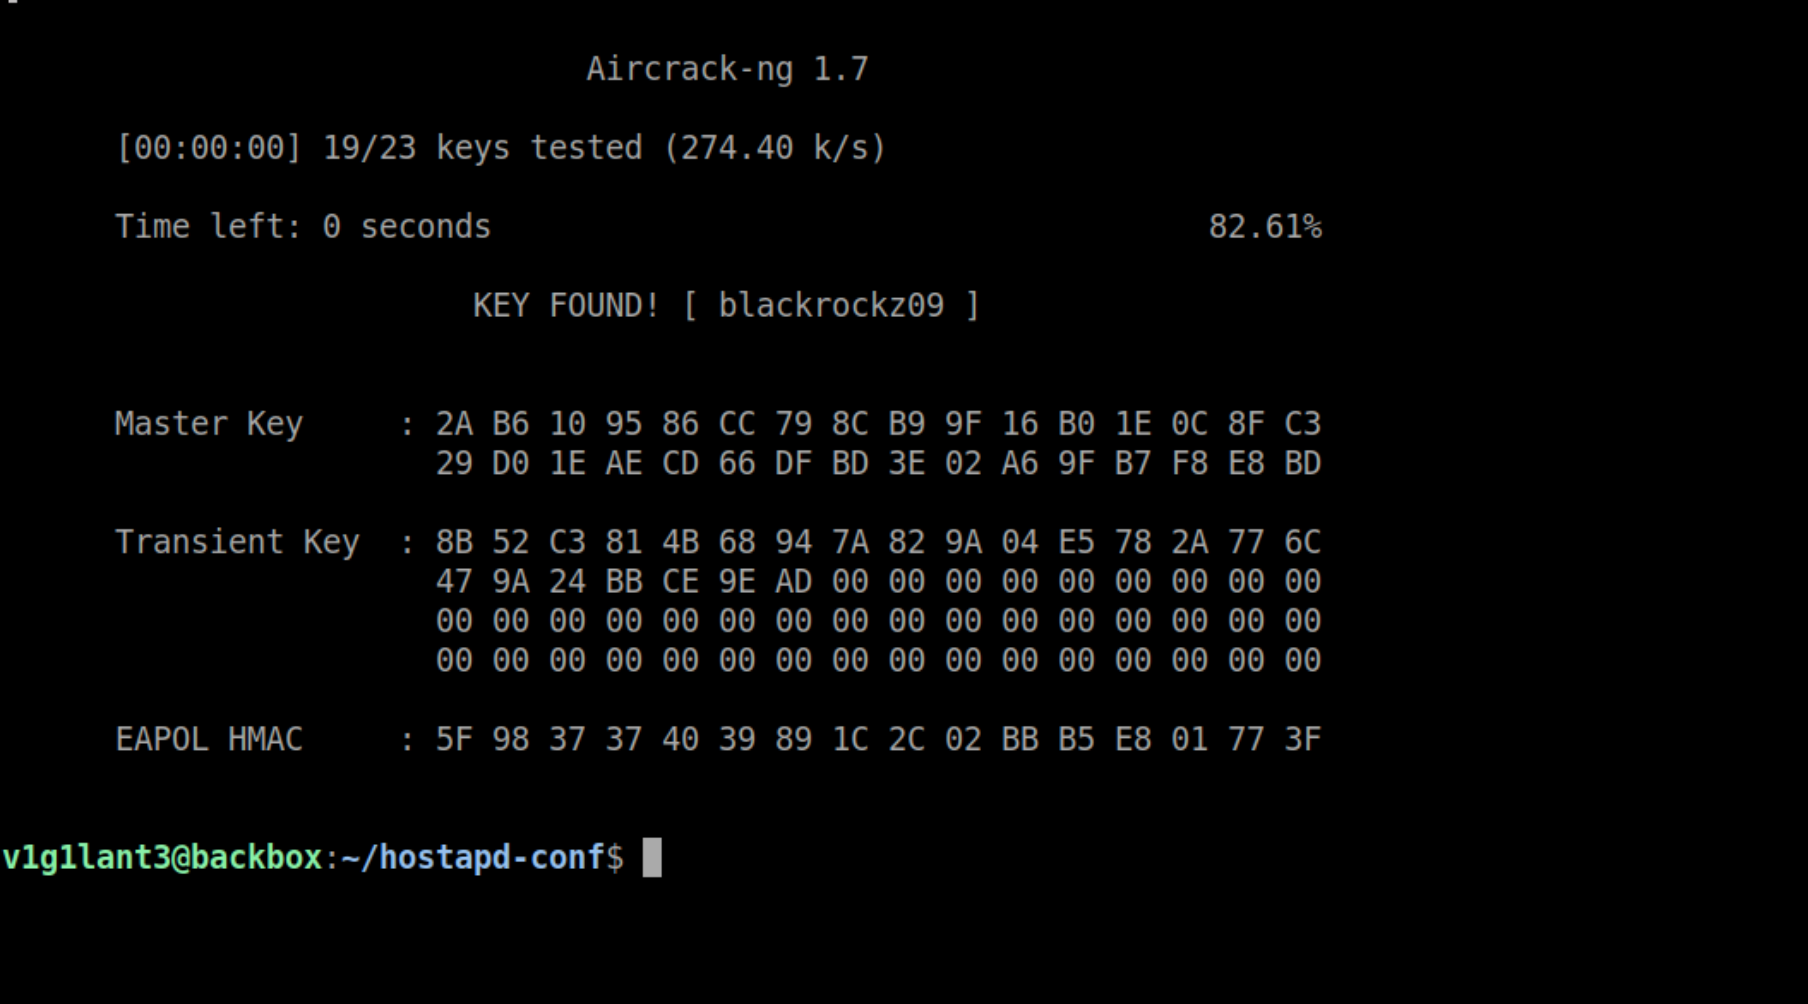 Aircrack-ng 1.7
[00:00:00] 19/23 keys tested (274.40 k/s)
Time left: 0 seconds 82.61%
KEY FOUND! [ blackrockz09 ]
Master Key : 2A B6 10 95 86 CC 79 8C B9 9F 16 B0 1E 0C 8F C3
29 D0 1E AE CD 66 DF BD 3E 02 A6 9F B7 F8 E8 BD
Transient Key : 8B 52 C3 81 4B 68 94 7A 82 9A 04 E5 78 2A 77 6C
47 9A 24 BB CE 9E AD 00 00 00 00 00 00 00 00 00
00 00 00 00 00 00 00 00 00 00 00 00 00 00 00 00
00 00 00 00 00 00 00 00 00 00 00 00 00 00 00 00
EAPOL HMAC : 5F 98 37 37 40 39 89 1C 2C 02 BB B5 E8 01 77 3F
v1g1lant3@backbox:~/hostapd-conf$